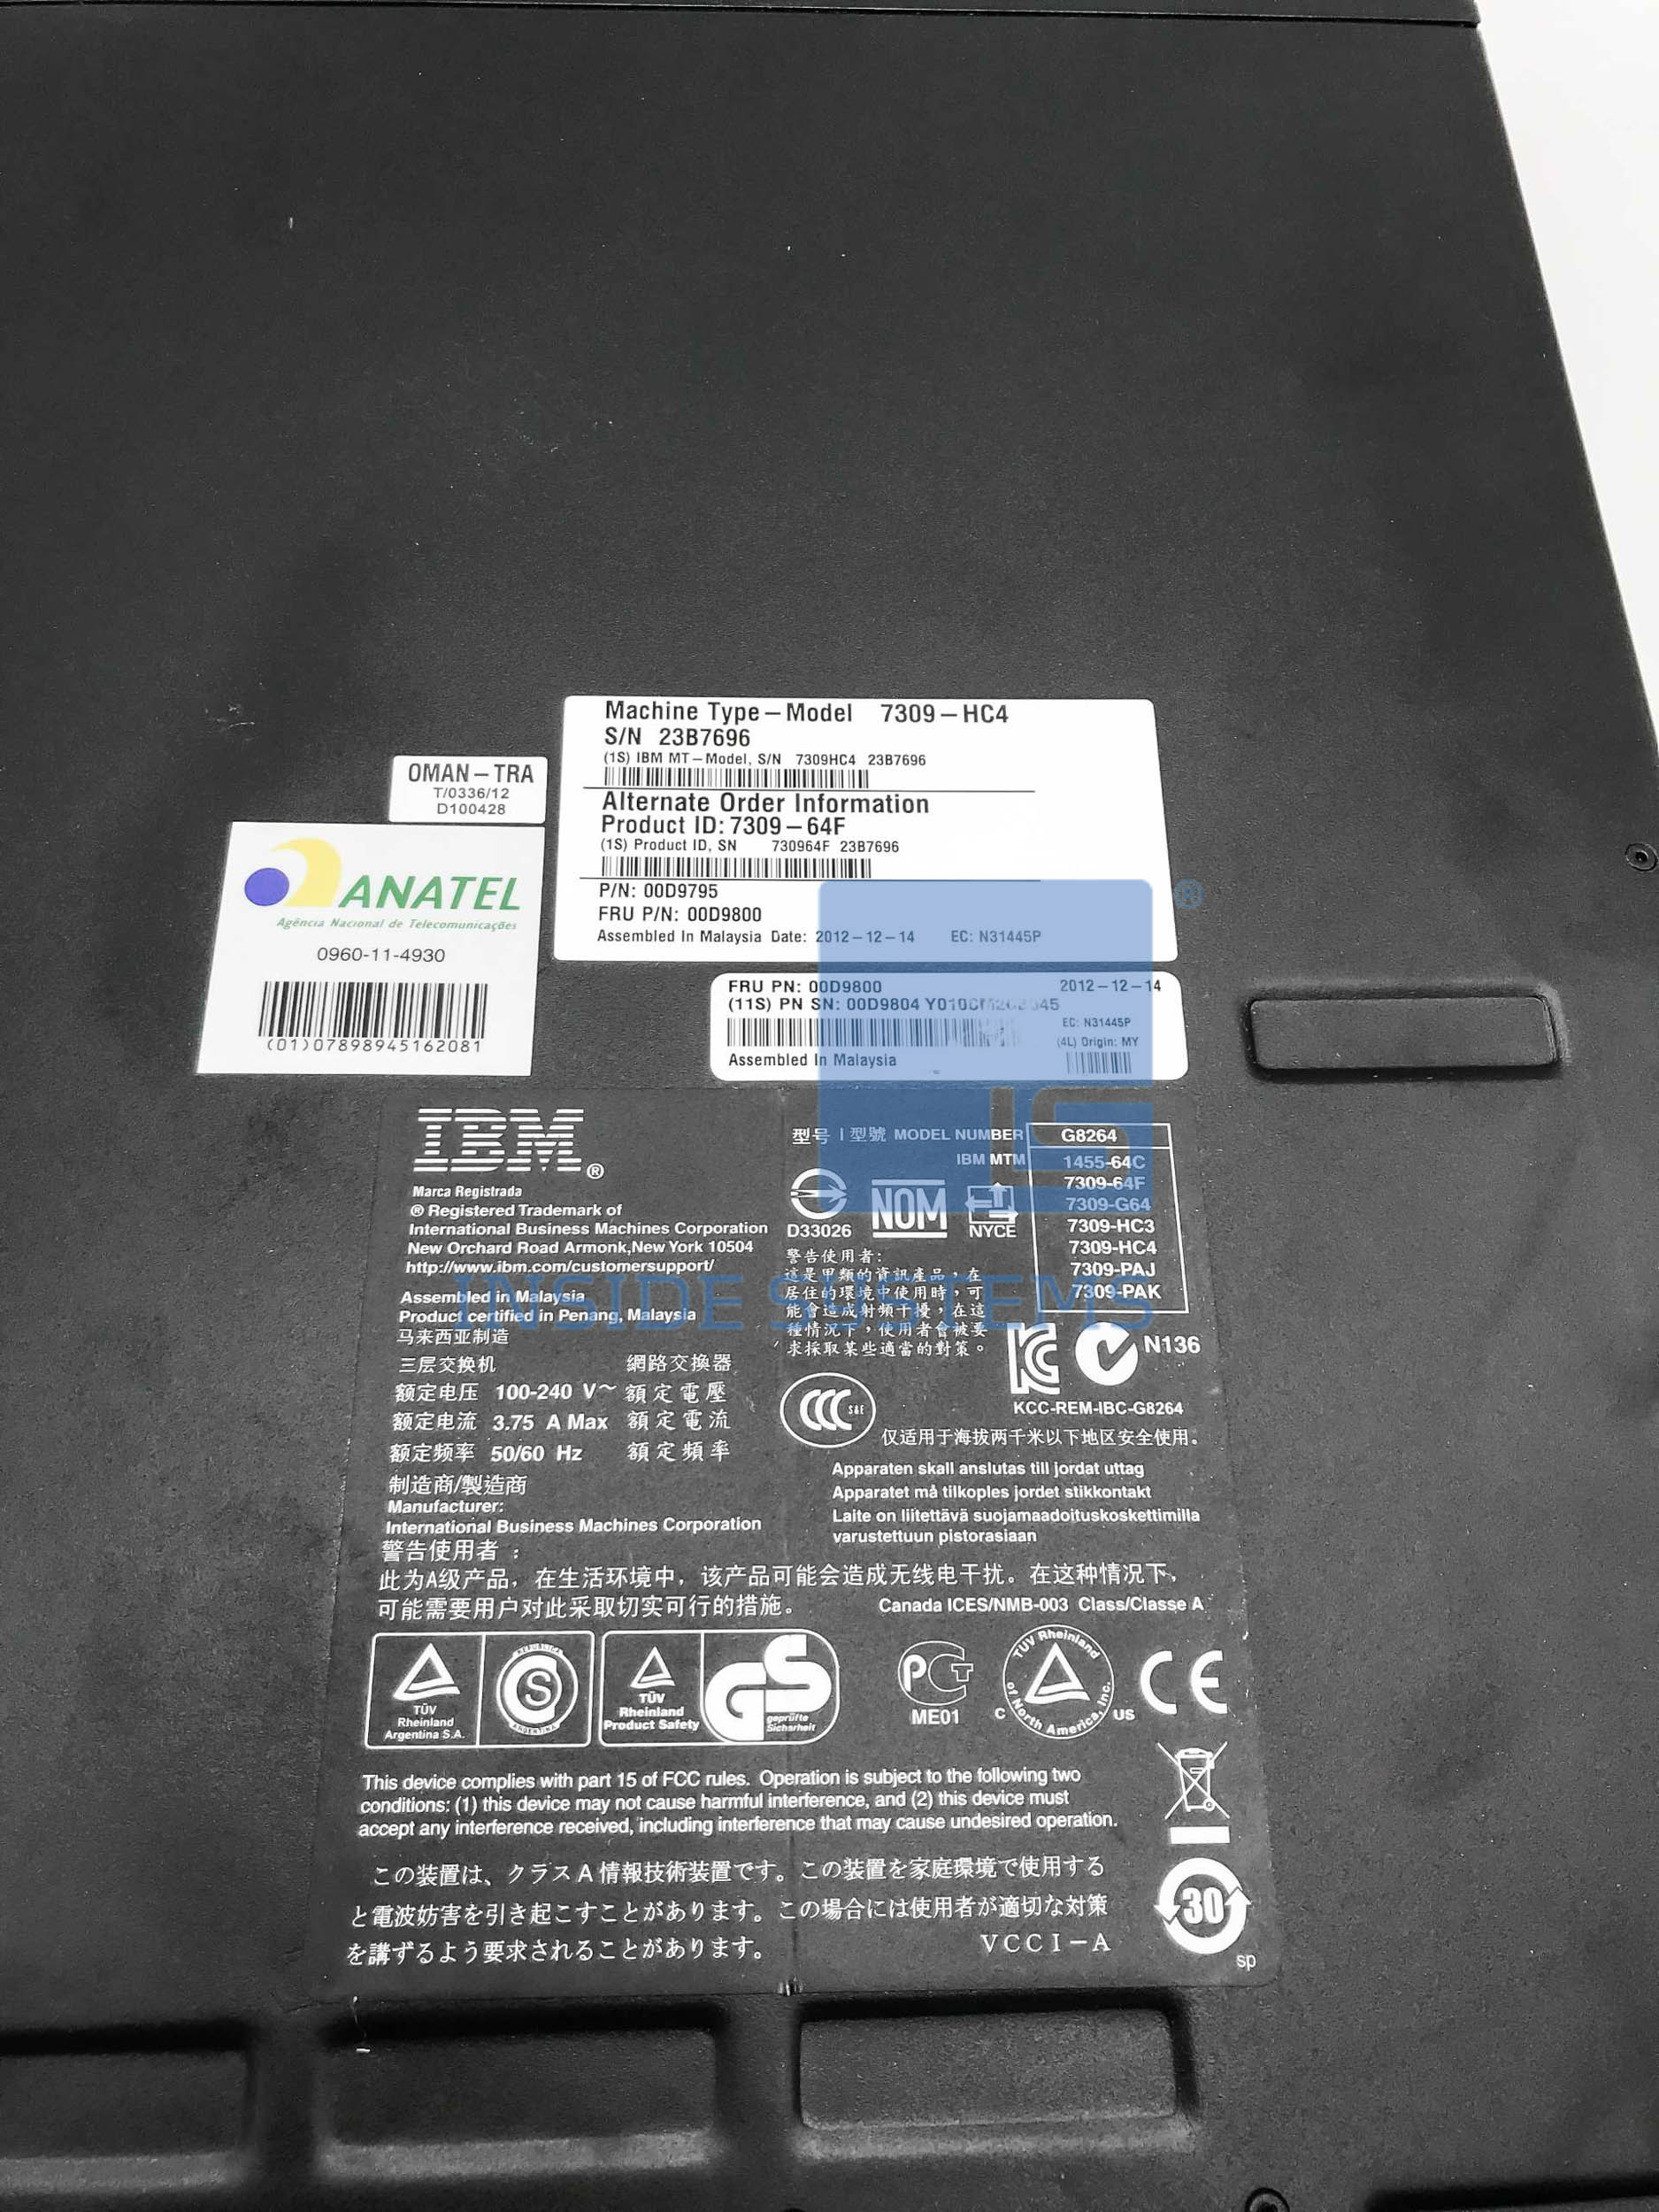 Machine Type–Model 7309–HC4
S/N 23B7696
(1S) IBM MT–Model, S/N 7309HC4 23B7696
Alternate Order Information
Product ID: 7309–64F
(1S) Product ID, SN 730964F 23B7696
P/N: 00D9795
FRU P/N: 00D9800
Assembled In Malaysia Date: 2012–12–14 EC: N31445P
OMAN–TRA
T/0336/12
D100428
ANATEL
Agência Nacional de Telecomunicações
0960-11-4930
(01)07898945162081
FRU PN: 00D9800 2012–12–14
(11S) PN SN: 00D9804
EC: N31445P
(4L) Origin: MY
Assembled In Malaysia
®
IS
INSIDE SYSTEMS
IBM®
Marca Registrada
® Registered Trademark of
International Business Machines Corporation
New Orchard Road Armonk,New York 10504
http://www.ibm.com/customersupport/
Assembled in Malaysia
Product certified in Penang, Malaysia
马来西亚制造
三层交换机 網路交換器
额定电压 100-240 V~ 額定電壓
额定电流 3.75 A Max 額定電流
额定频率 50/60 Hz 額定頻率
制造商/製造商
Manufacturer:
International Business Machines Corporation
型号 | 型號 MODEL NUMBER G8264
IBM MTM 1455-64C
7309-64F
7309-G64
7309-HC3
7309-HC4
7309-PAJ
7309-PAK
D33026
NOM
NYCE
警告使用者:
這是甲類的資訊產品，在
居住的環境中使用時，可
能會造成射頻干擾，在這
種情況下，使用者會被要
求採取某些適當的對策。
N136
KCC-REM-IBC-G8264
CCC S&E
仅适用于海拔两千米以下地区安全使用。
Apparaten skall anslutas till jordat uttag
Apparatet må tilkoples jordet stikkontakt
Laite on liitettävä suojamaadoituskoskettimilla
varustettuun pistorasiaan
警告使用者：
此为A级产品，在生活环境中，该产品可能会造成无线电干扰。在这种情况下，
可能需要用户对此采取切实可行的措施。
Canada ICES/NMB-003 Class/Classe A
TÜV
Rheinland
Argentina S.A.
REPUBLICA
S
ARGENTINA
TÜV
Rheinland
Product Safety
GS
geprüfte
Sicherheit
PCT
ME01
TÜV Rheinland
of North America, Inc.
C US
CE
This device complies with part 15 of FCC rules. Operation is subject to the following two
conditions: (1) this device may not cause harmful interference, and (2) this device must
accept any interference received, including interference that may cause undesired operation.
この装置は、クラスA情報技術装置です。この装置を家庭環境で使用する
と電波妨害を引き起こすことがあります。この場合には使用者が適切な対策
を講ずるよう要求されることがあります。 VCCI－A
30
sp